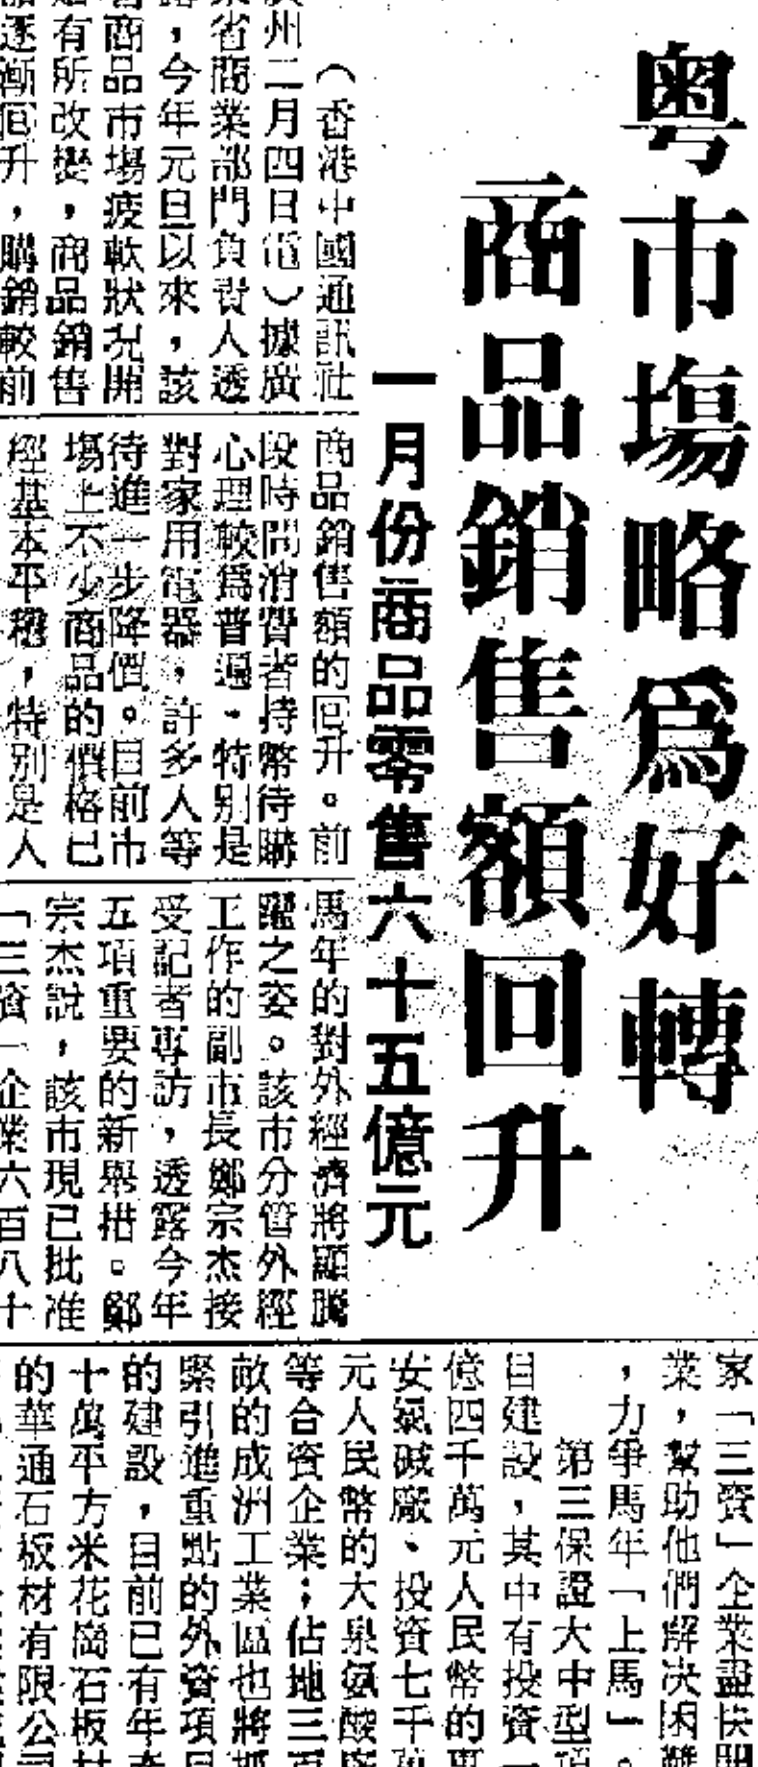 粵市塲略爲好轉
商品銷售額回升
一月份商品零售六十五億元
（香港中國通訊社
州二月四日電）據廣
省商業部門負責人透
，今年元旦以來，該
商品市場疲軟狀況開
有所改變，商品銷售
逐漸回升，購銷較前
商品銷售額的回升。前
段時間消費者持幣待購
心理較爲普遍，特別是
對家用電器，許多人等
待進一步降價。目前市
場上不少商品的價格已
經基本平穩，特別是人
馬年的對外經濟將顯騰
躍之姿。該市分管外經
工作的副市長鄭宗杰接
受記者專訪，透露今年
五項重要的新舉措。鄭
宗杰說，該市現已批准
「三資」企業六百八十
家「三資」企業盡快開
業，幫助他們解決困難
，力爭馬年「上馬」。
第三保證大中型項
目建設，其中有投資一
億四千萬元人民幣的
安氣碱廠、投資七千萬
元人民幣的大泉氨酸
等合資企業；佔地三百
畝的成洲工業區也將抓
緊引進重點的外資項目
的建設，目前已有年產
十萬平方米花崗石板材
的華通石板材有限公司